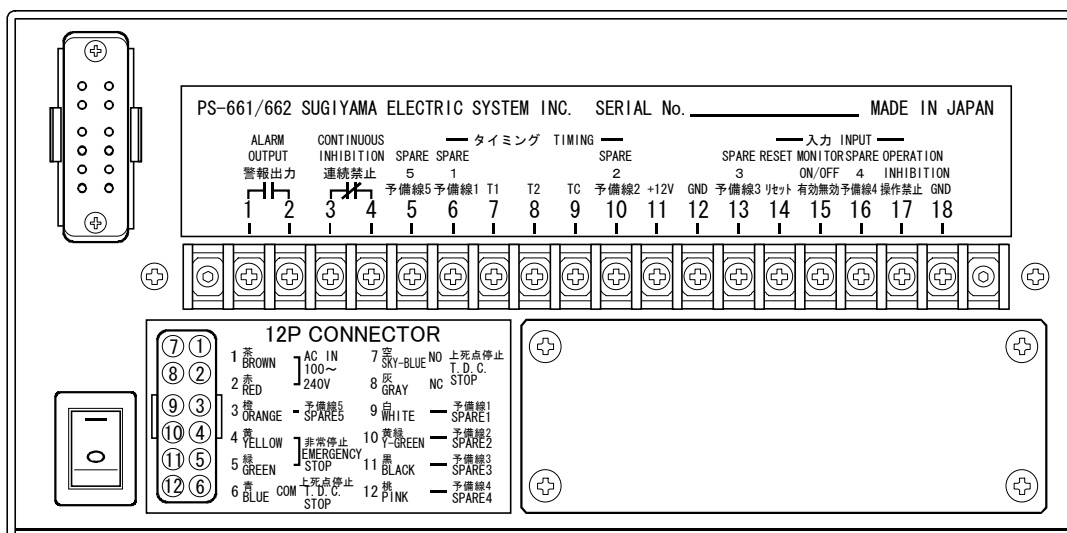 PS-661/662 SUGIYAMA ELECTRIC SYSTEM INC. SERIAL No. MADE IN JAPAN
ALARM CONTINUOUS タイミング TIMING 入力 INPUT
OUTPUT INHIBITION SPARE SPARE SPARE SPARE RESET MONITOR SPARE OPERATION
5 1 2 3 ON/OFF 4 INHIBITION
警報出力 連続禁止 予備線5 予備線1 T1 T2 TC 予備線2 +12V GND 予備線3 リセット 有効無効 予備線4 操作禁止 GND
1 2 3 4 5 6 7 8 9 10 11 12 13 14 15 16 17 18
12P CONNECTOR
⑦ ①
⑧ ②
⑨ ③
⑩ ④
⑪ ⑤
⑫ ⑥
1 茶 BROWN
2 赤 RED
AC IN
100～
240V
3 橙 ORANGE - 予備線5 SPARE5
4 黄 YELLOW
5 緑 GREEN
非常停止
EMERGENCY
STOP
6 青 BLUE COM 上死点停止
T.D.C.
STOP
7 空 SKY-BLUE NO
8 灰 GRAY NC
上死点停止
T.D.C.
STOP
9 白 WHITE — 予備線1 SPARE1
10 黄緑 Y-GREEN — 予備線2 SPARE2
11 黒 BLACK — 予備線3 SPARE3
12 桃 PINK — 予備線4 SPARE4